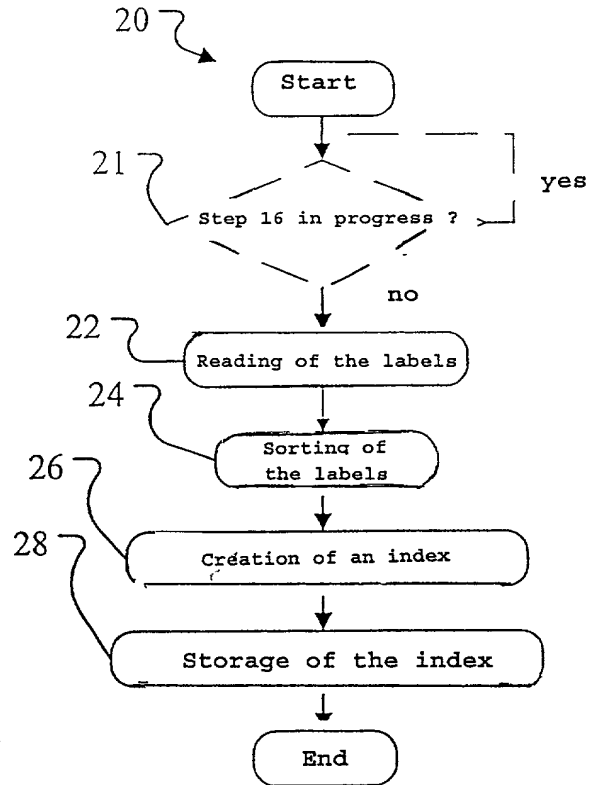 20
Start
21
yes
Step 16 in progress ?
no
22
Reading of the labels
24
Sorting of
the labels
26
Creation of an index
28
Storage of the index
End